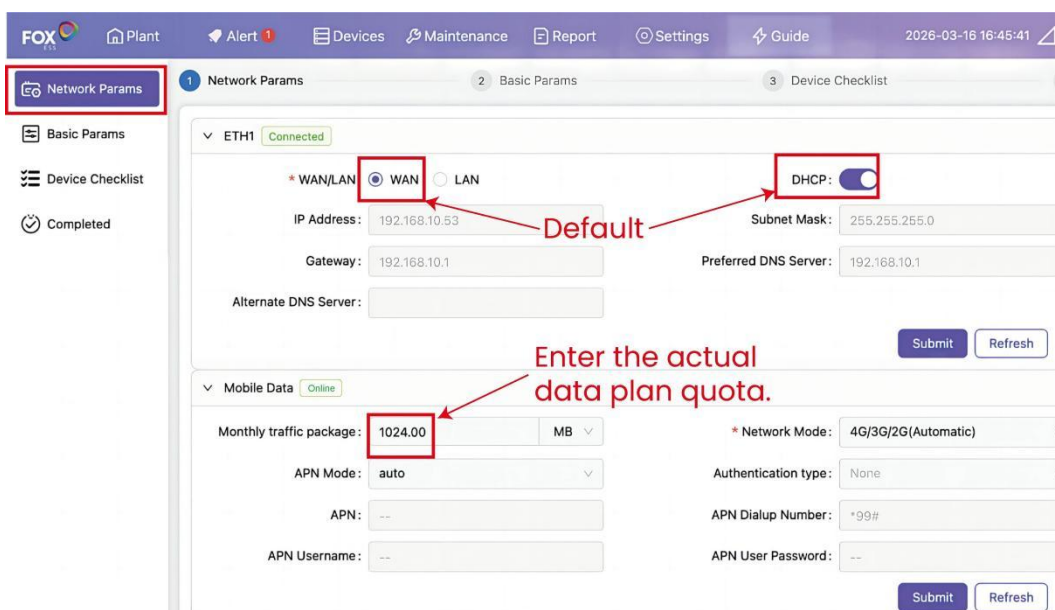 FOX ESS Plant Alert 1 Devices Maintenance Report Settings Guide 2026-03-16 16:45:41
Network Params 1 Network Params 2 Basic Params 3 Device Checklist
Basic Params
Device Checklist
Completed
ETH1 Connected
* WAN/LAN WAN LAN DHCP:
IP Address: 192.168.10.53 Subnet Mask: 255.255.255.0
Default
Gateway: 192.168.10.1 Preferred DNS Server: 192.168.10.1
Alternate DNS Server:
Submit Refresh
Enter the actual
data plan quota.
Mobile Data Online
Monthly traffic package: 1024.00 MB * Network Mode: 4G/3G/2G(Automatic)
APN Mode: auto Authentication type: None
APN: -- APN Dialup Number: *99#
APN Username: -- APN User Password: --
Submit Refresh